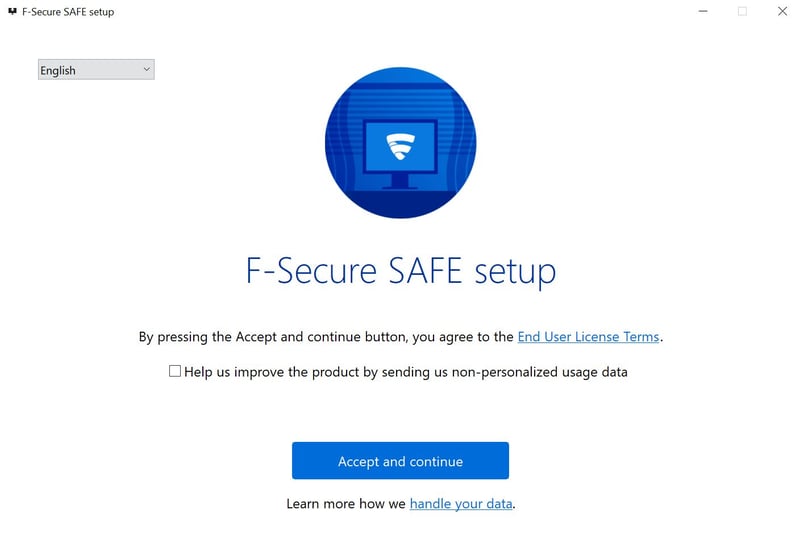 F-Secure SAFE setup
English
F-Secure SAFE setup
By pressing the Accept and continue button, you agree to the End User License Terms.
Help us improve the product by sending us non-personalized usage data
Accept and continue
Learn more how we handle your data.